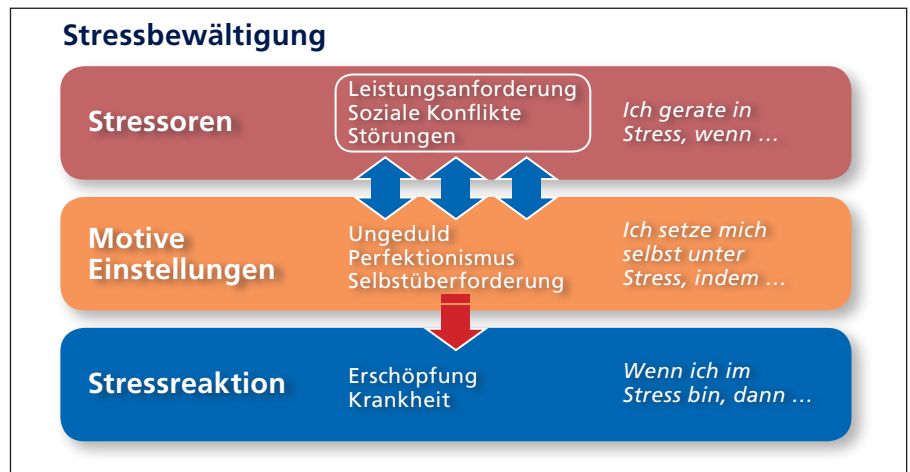 Stressbewältigung
Stressoren
Leistungsanforderung
Soziale Konflikte
Störungen
Ich gerate in
Stress, wenn …
Motive
Einstellungen
Ungeduld
Perfektionismus
Selbstüberforderung
Ich setze mich
selbst unter
Stress, indem …
Stressreaktion
Erschöpfung
Krankheit
Wenn ich im
Stress bin, dann …